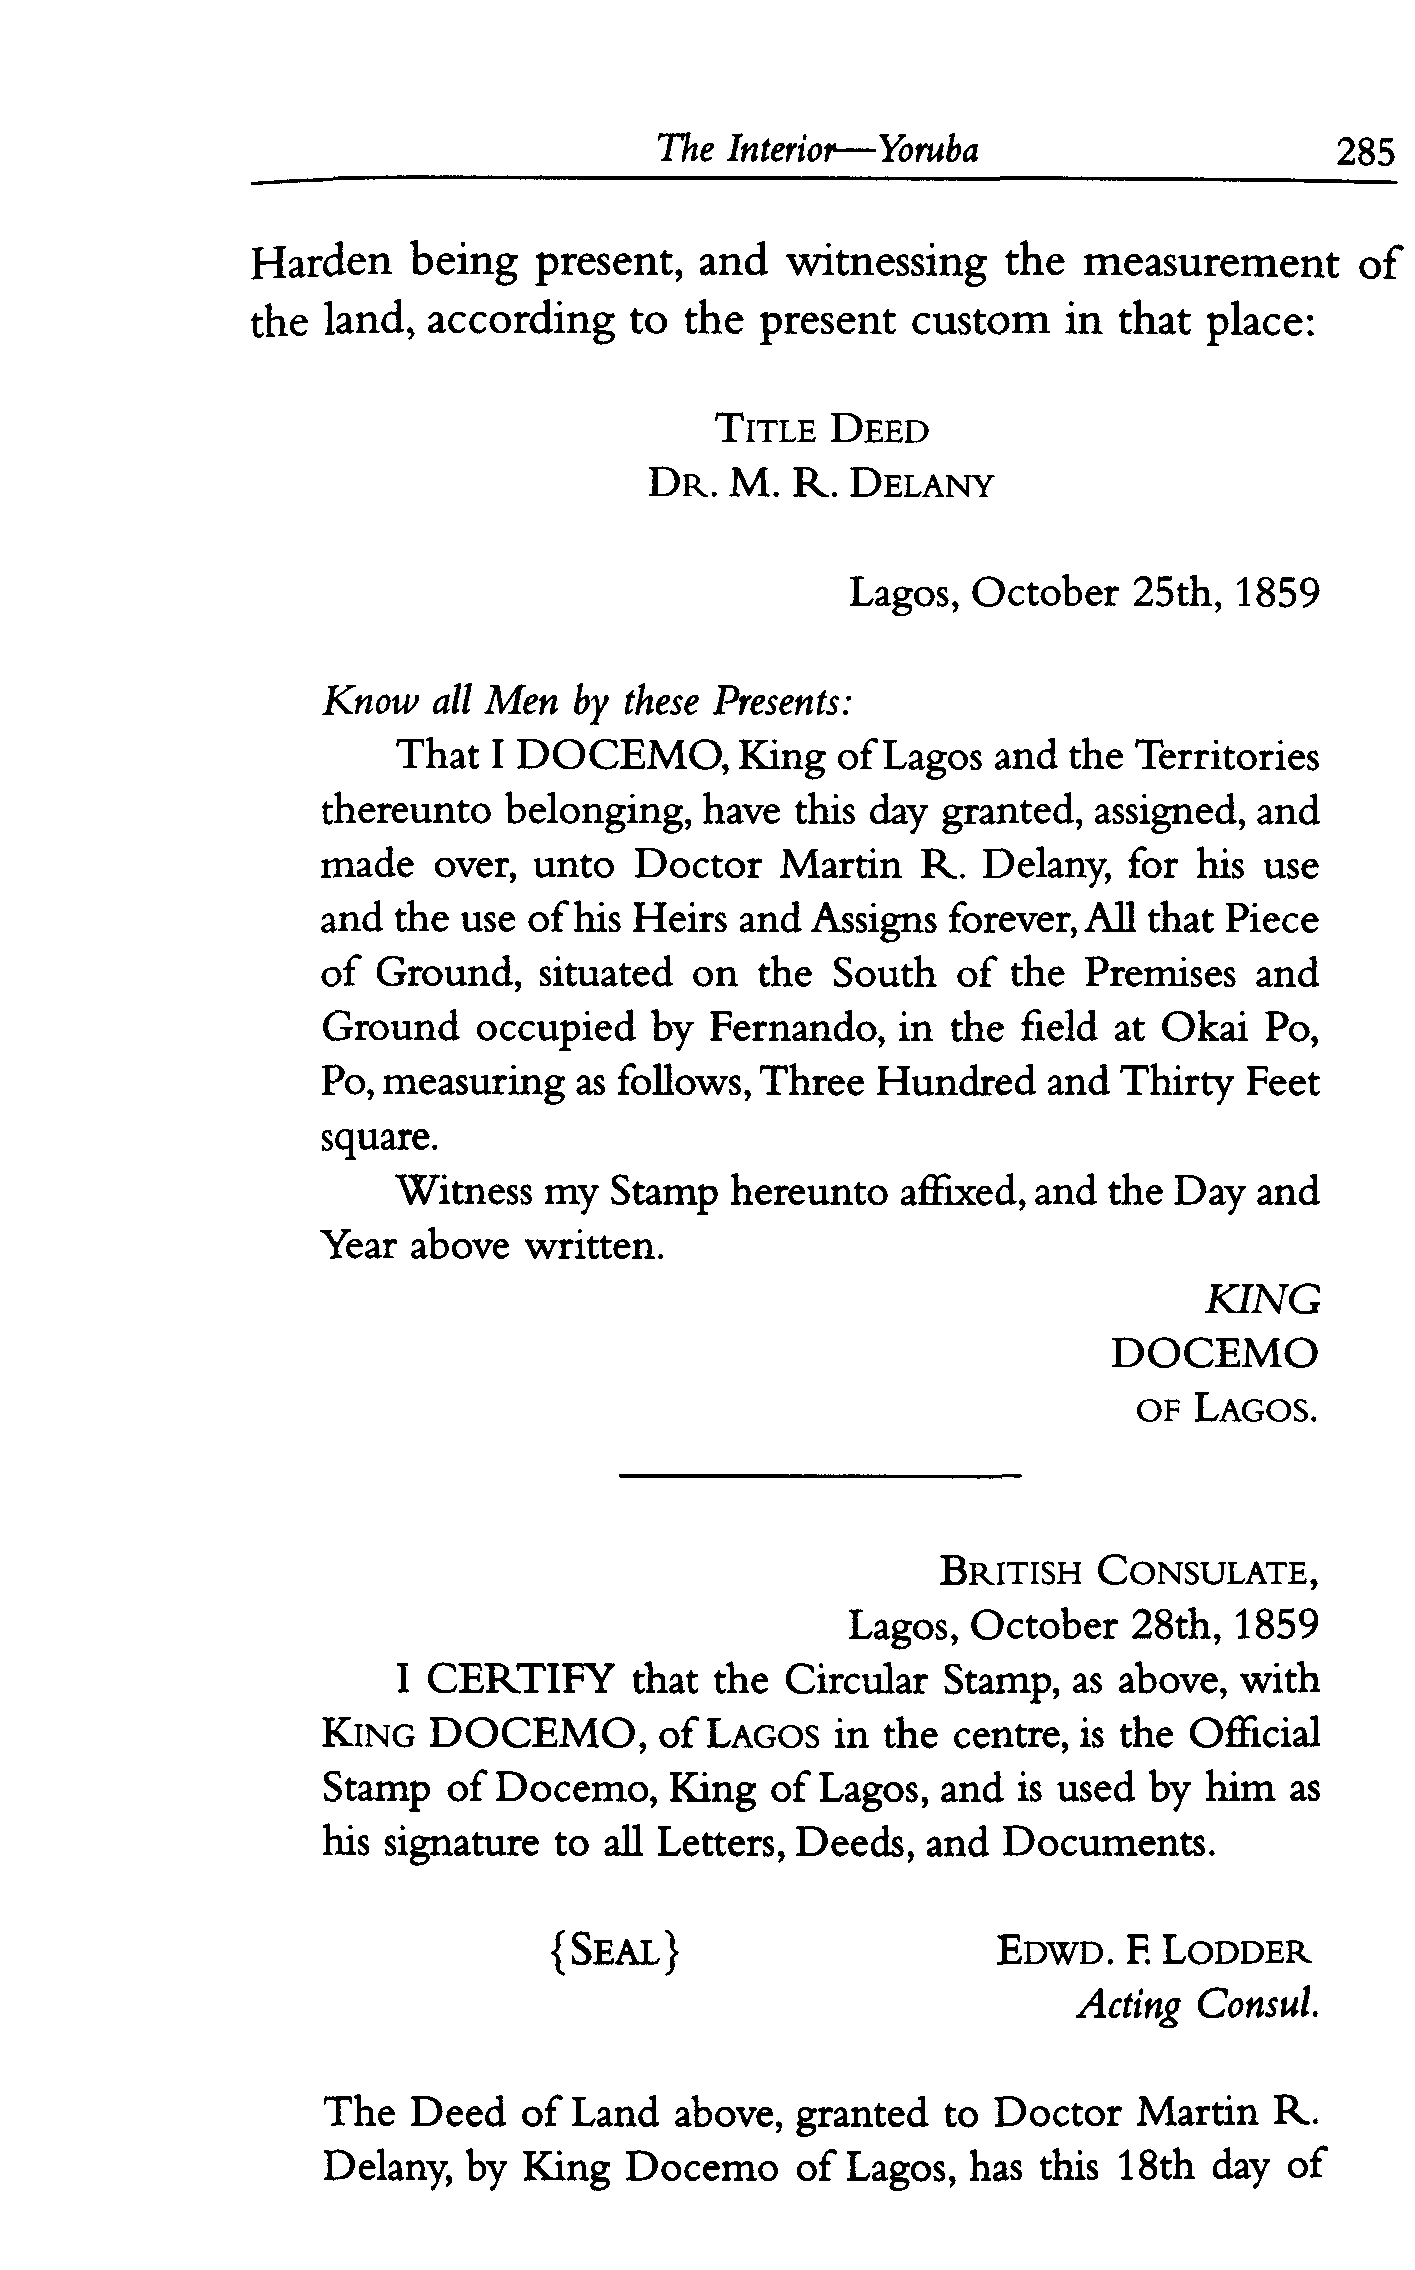 The Interior—Yoruba 285
Harden being present, and witnessing the measurement of
the land, according to the present custom in that place:
TITLE DEED
DR. M. R. DELANY
Lagos, October 25th, 1859
Know all Men by these Presents:
That I DOCEMO, King of Lagos and the Territories
thereunto belonging, have this day granted, assigned, and
made over, unto Doctor Martin R. Delany, for his use
and the use of his Heirs and Assigns forever, All that Piece
of Ground, situated on the South of the Premises and
Ground occupied by Fernando, in the field at Okai Po,
Po, measuring as follows, Three Hundred and Thirty Feet
square.
Witness my Stamp hereunto affixed, and the Day and
Year above written.
KING
DOCEMO
OF LAGOS.
BRITISH CONSULATE,
Lagos, October 28th, 1859
I CERTIFY that the Circular Stamp, as above, with
KING DOCEMO, of LAGOS in the centre, is the Official
Stamp of Docemo, King of Lagos, and is used by him as
his signature to all Letters, Deeds, and Documents.
{SEAL} EDWD. F. LODDER
Acting Consul.
The Deed of Land above, granted to Doctor Martin R.
Delany, by King Docemo of Lagos, has this 18th day of